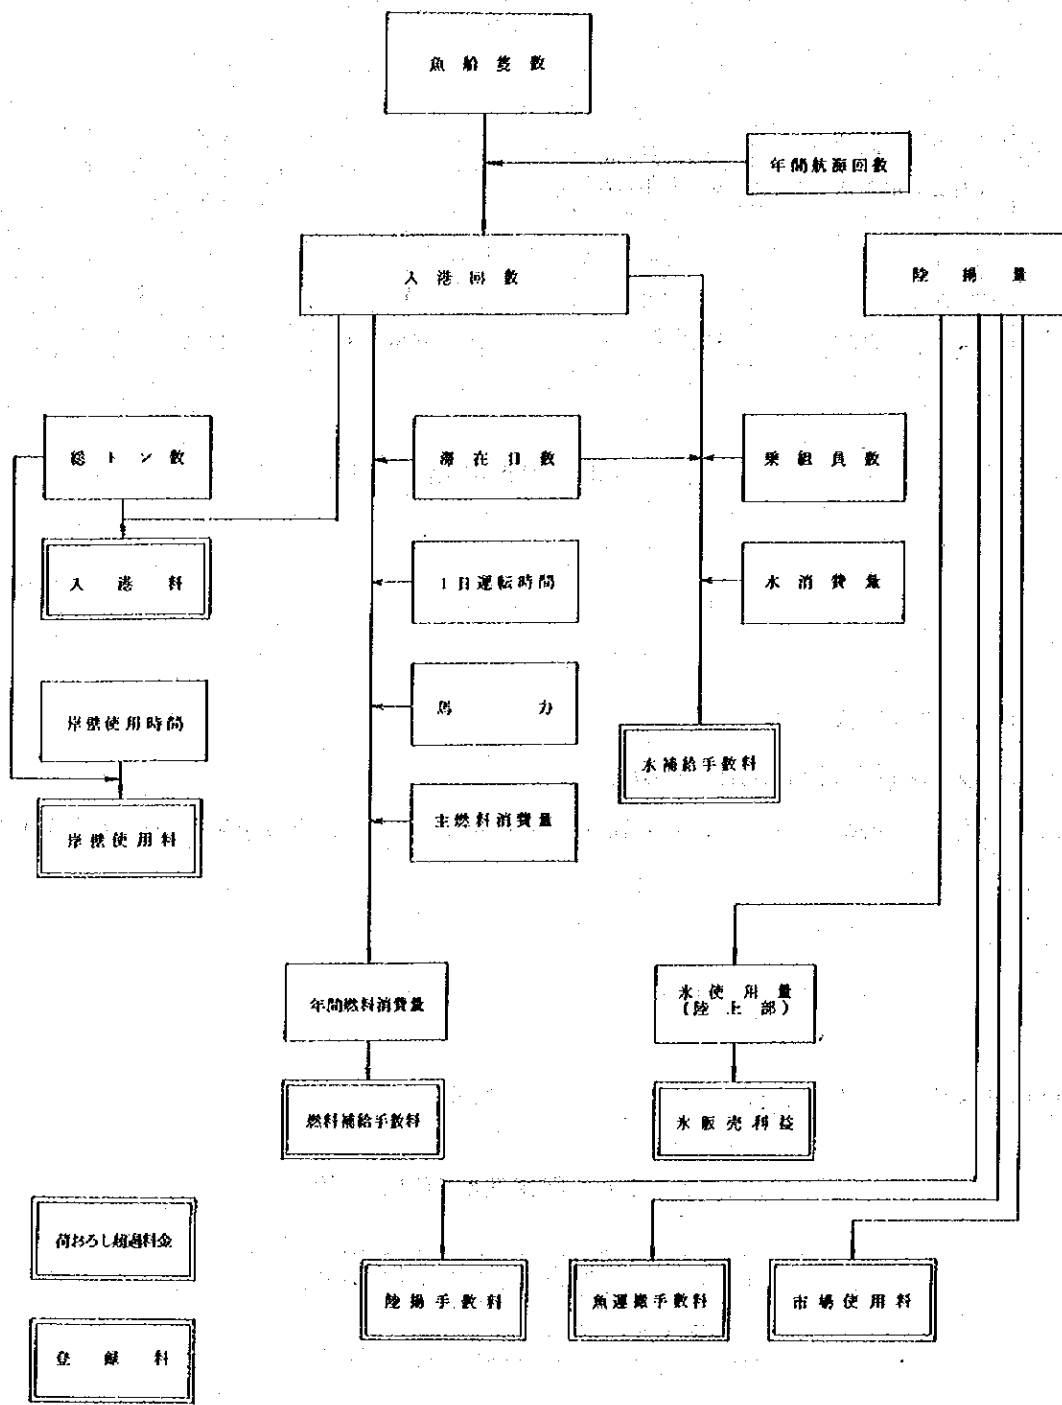 魚船隻数
年間航海回数
入港回数
陸揚量
総トン数
滞在日数
乗組員数
入港料
1日運転時間
水消費量
岸壁使用時間
馬力
水補給手数料
岸壁使用料
主燃料消費量
年間燃料消費量
氷使用量
(陸上部)
燃料補給手数料
氷販売利益
荷おろし超過料金
陸揚手数料
魚運搬手数料
市場使用料
登録料